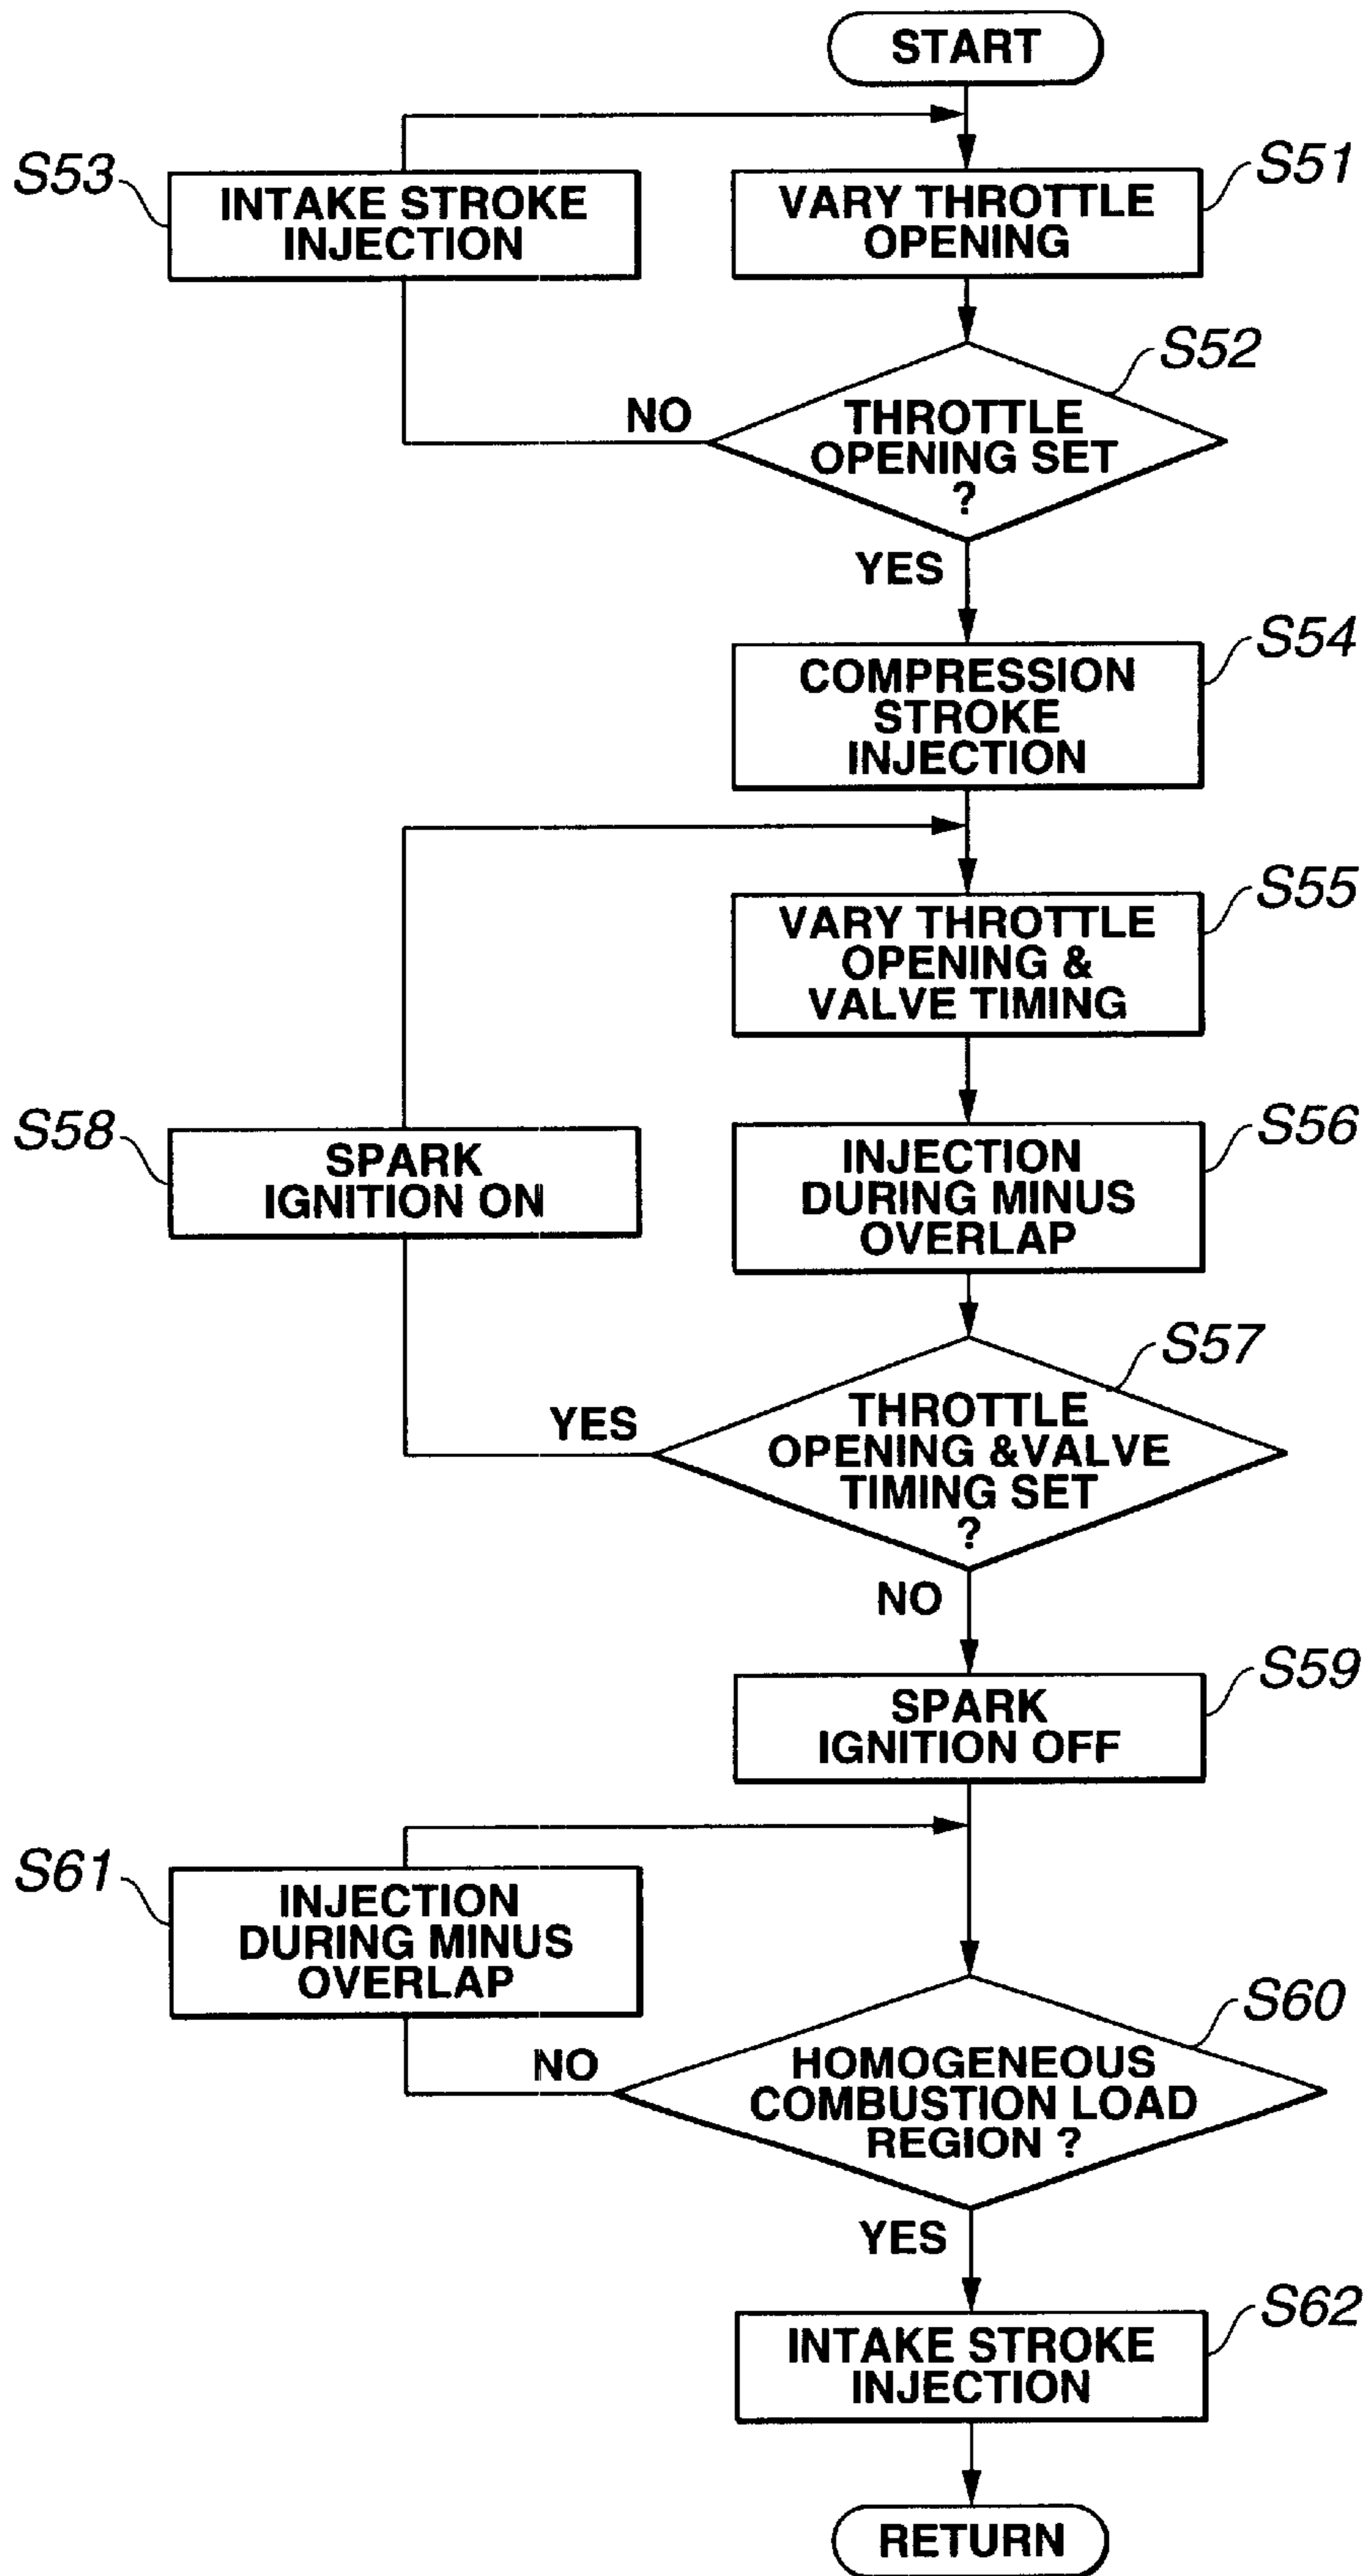 START
S53
INTAKE STROKE
INJECTION
S51
VARY THROTTLE
OPENING
S52
NO
THROTTLE
OPENING SET
?
YES
S54
COMPRESSION
STROKE
INJECTION
S55
VARY THROTTLE
OPENING &
VALVE TIMING
S58
SPARK
IGNITION ON
S56
INJECTION
DURING MINUS
OVERLAP
S57
YES
THROTTLE
OPENING &VALVE
TIMING SET
?
NO
S59
SPARK
IGNITION OFF
S61
INJECTION
DURING MINUS
OVERLAP
S60
NO
HOMOGENEOUS
COMBUSTION LOAD
REGION ?
YES
S62
INTAKE STROKE
INJECTION
RETURN